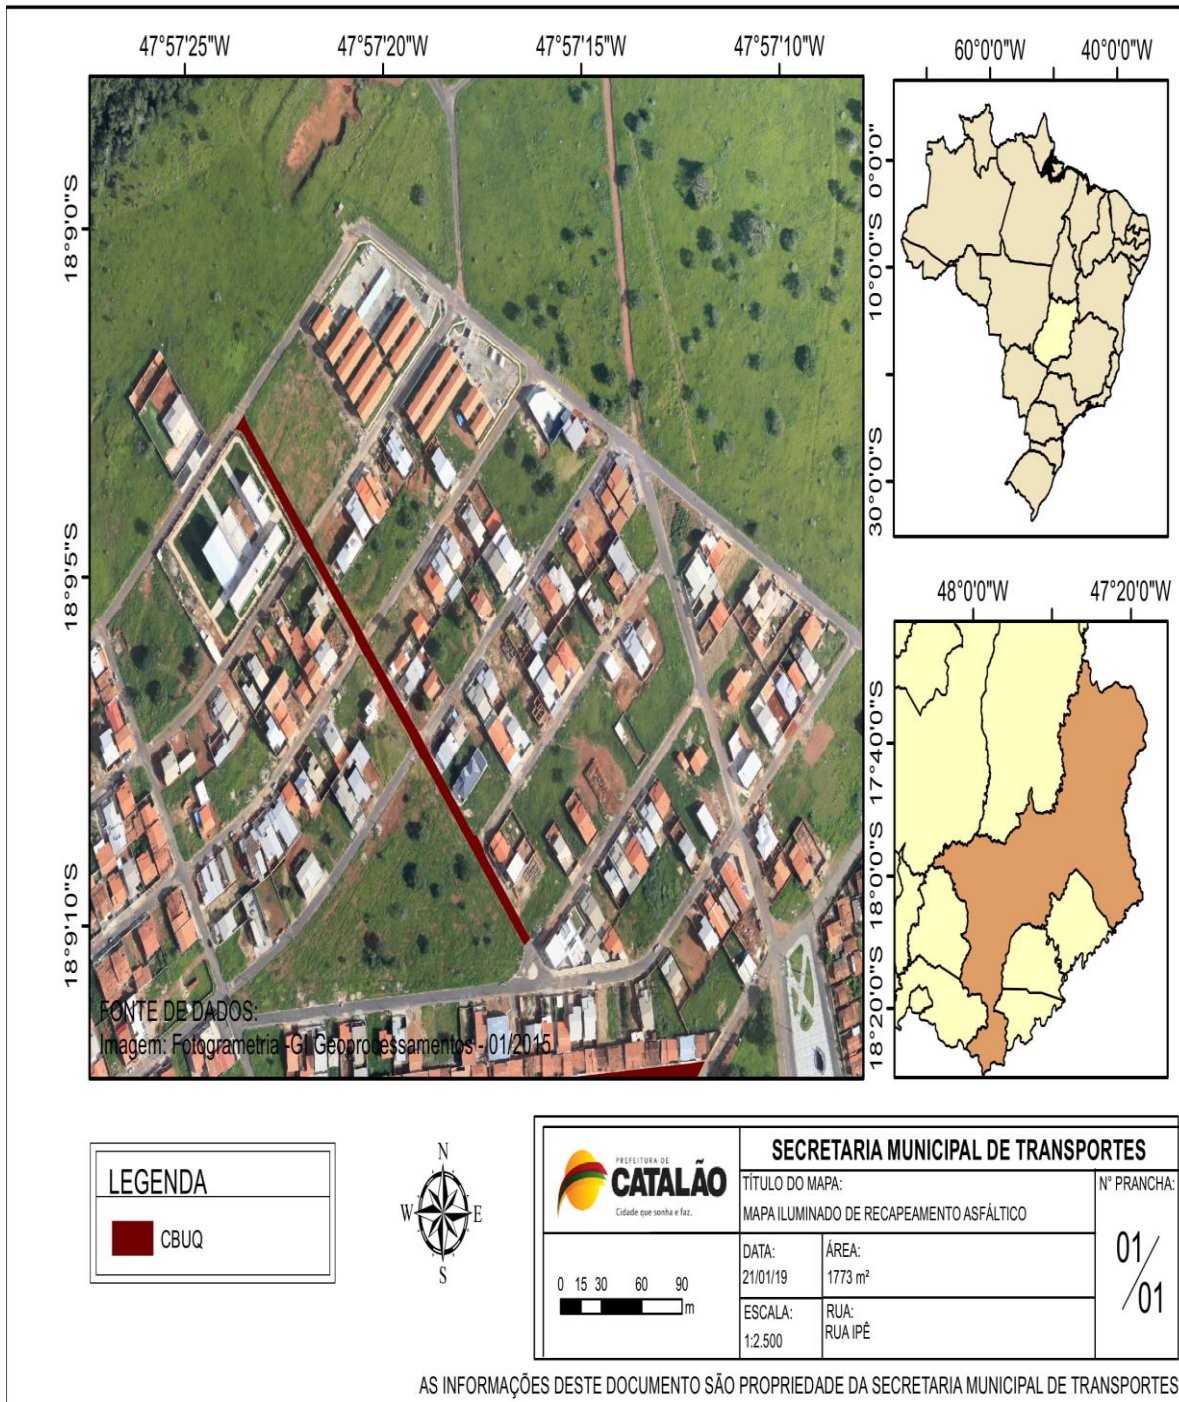 47°57'25"W 47°57'20"W 47°57'15"W 47°57'10"W
18°9'0"S
18°9'5"S
18°9'10"S
FONTE DE DADOS:
Imagem: Fotogrametria -GI Geoprocessamentos - 01/2015
60°0'0"W 40°0'0"W
0°0'0"
10°0'0"S
30°0'0"S
48°0'0"W 47°20'0"W
17°40'0"S
18°0'0"S
18°20'0"S
LEGENDA
CBUQ
N
W E
S
PREFEITURA DE
CATALÃO
Cidade que sonha e faz.
0 15 30 60 90
m
SECRETARIA MUNICIPAL DE TRANSPORTES
TÍTULO DO MAPA:
MAPA ILUMINADO DE RECAPEAMENTO ASFÁLTICO
N° PRANCHA:
01/01
DATA:
21/01/19
ÁREA:
1773 m²
ESCALA:
1:2.500
RUA:
RUA IPÊ
AS INFORMAÇÕES DESTE DOCUMENTO SÃO PROPRIEDADE DA SECRETARIA MUNICIPAL DE TRANSPORTES